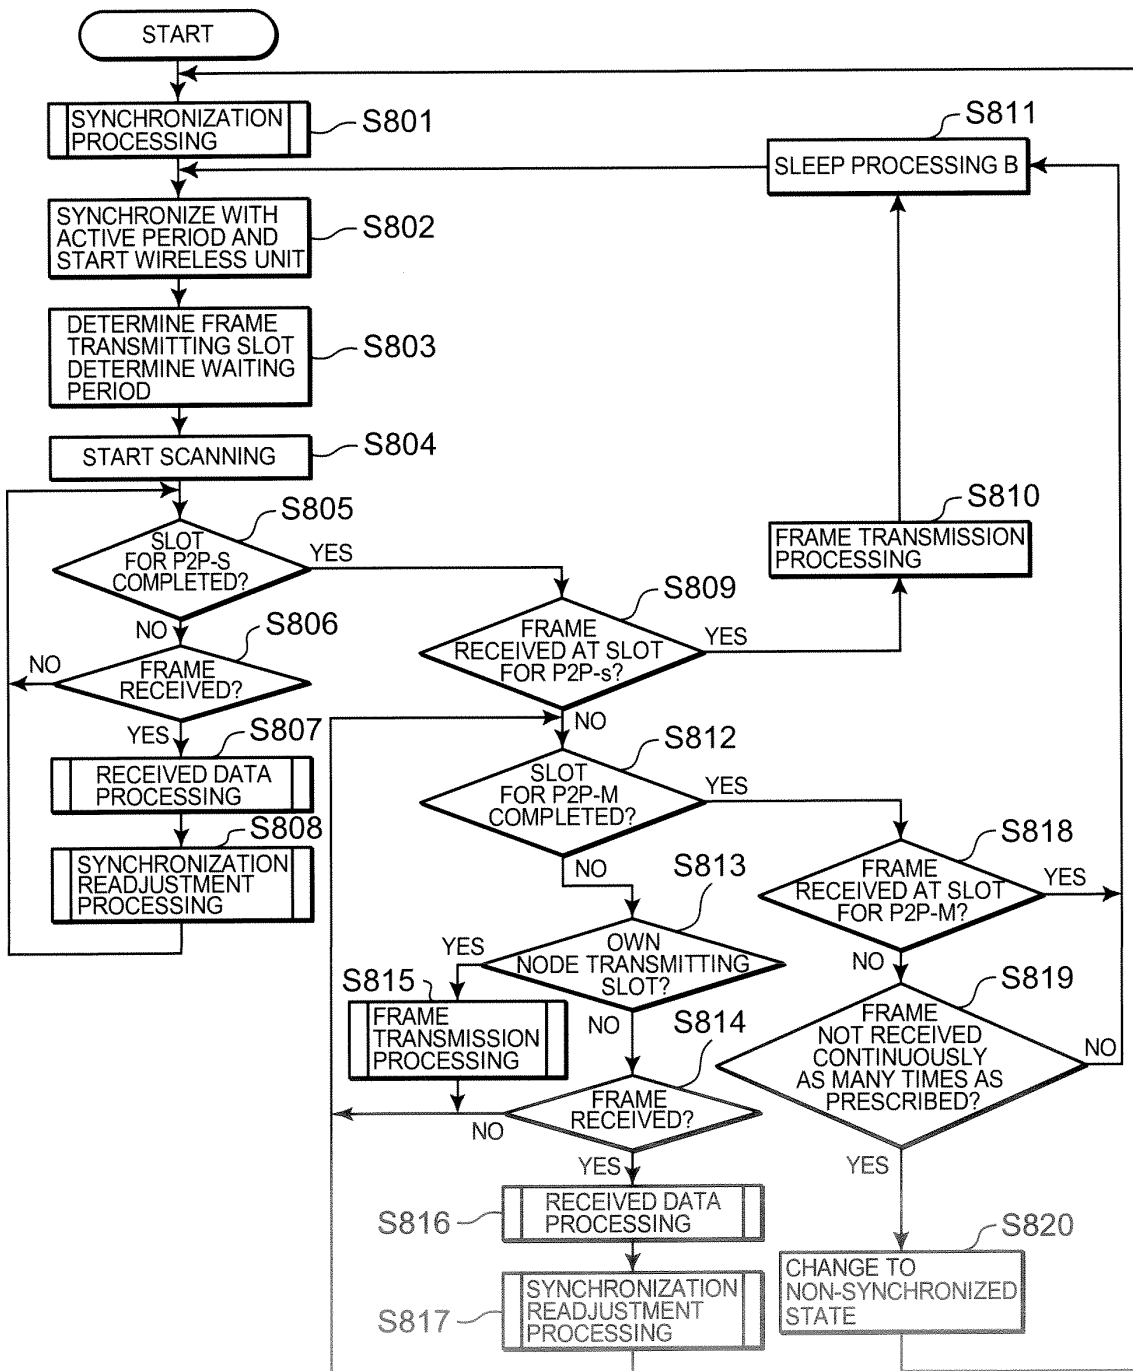 START
SYNCHRONIZATION
PROCESSING
S801
SYNCHRONIZE WITH
ACTIVE PERIOD AND
START WIRELESS UNIT
S802
DETERMINE FRAME
TRANSMITTING SLOT
DETERMINE WAITING
PERIOD
S803
START SCANNING
S804
SLOT
FOR P2P-S
COMPLETED?
S805
YES
NO
FRAME
RECEIVED?
S806
NO
YES
RECEIVED DATA
PROCESSING
S807
SYNCHRONIZATION
READJUSTMENT
PROCESSING
S808
FRAME
RECEIVED AT SLOT
FOR P2P-s?
S809
YES
NO
FRAME TRANSMISSION
PROCESSING
S810
SLEEP PROCESSING B
S811
SLOT
FOR P2P-M
COMPLETED?
S812
YES
NO
OWN
NODE TRANSMITTING
SLOT?
S813
YES
NO
FRAME
RECEIVED?
S814
NO
YES
FRAME
TRANSMISSION
PROCESSING
S815
RECEIVED DATA
PROCESSING
S816
SYNCHRONIZATION
READJUSTMENT
PROCESSING
S817
FRAME
RECEIVED AT SLOT
FOR P2P-M?
S818
YES
NO
FRAME
NOT RECEIVED
CONTINUOUSLY
AS MANY TIMES AS
PRESCRIBED?
S819
NO
YES
CHANGE TO
NON-SYNCHRONIZED
STATE
S820